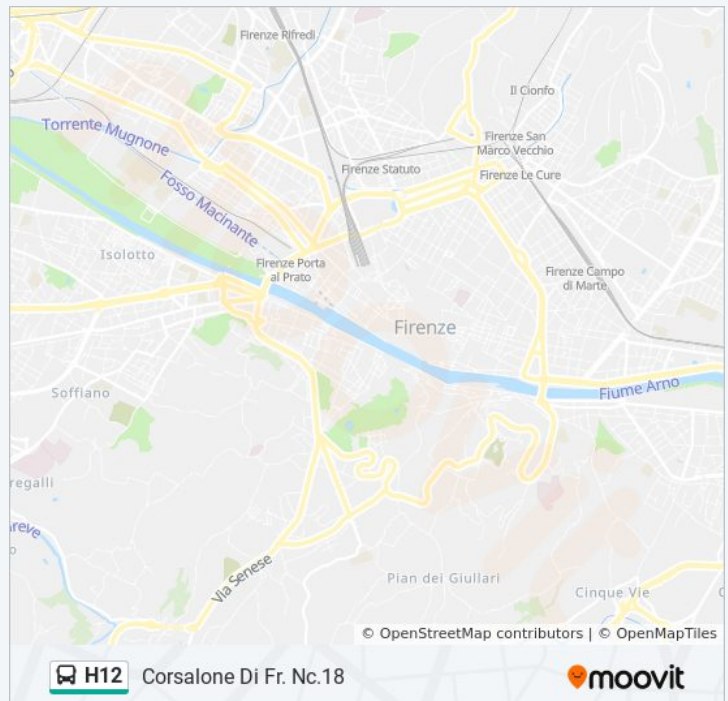 Firenze Rifredi
Il Cionfo
Torrente Mugnone
Firenze San
Marco Vecchio
Firenze Statuto
Firenze Le Cure
Fosso Macinante
Isolotto
Firenze Porta
al Prato
Firenze Campo
di Marte
Firenze
Soffiano
Fiume Arno
regalli
reve
Via Senese
Pian dei Giullari
Cinque Vie
© OpenStreetMap contributors | © OpenMapTiles
H12 Corsalone Di Fr. Nc.18
moovit